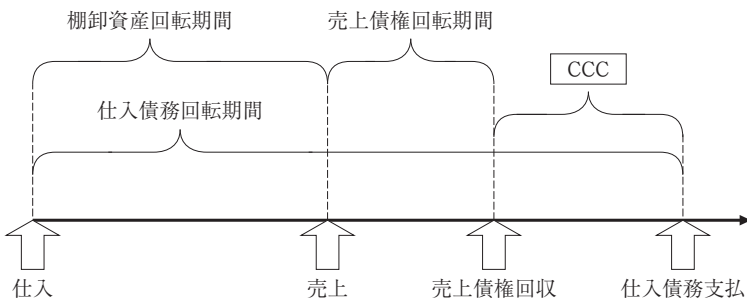 棚卸資産回転期間
売上債権回転期間
CCC
仕入債務回転期間
仕入
売上
売上債権回収
仕入債務支払